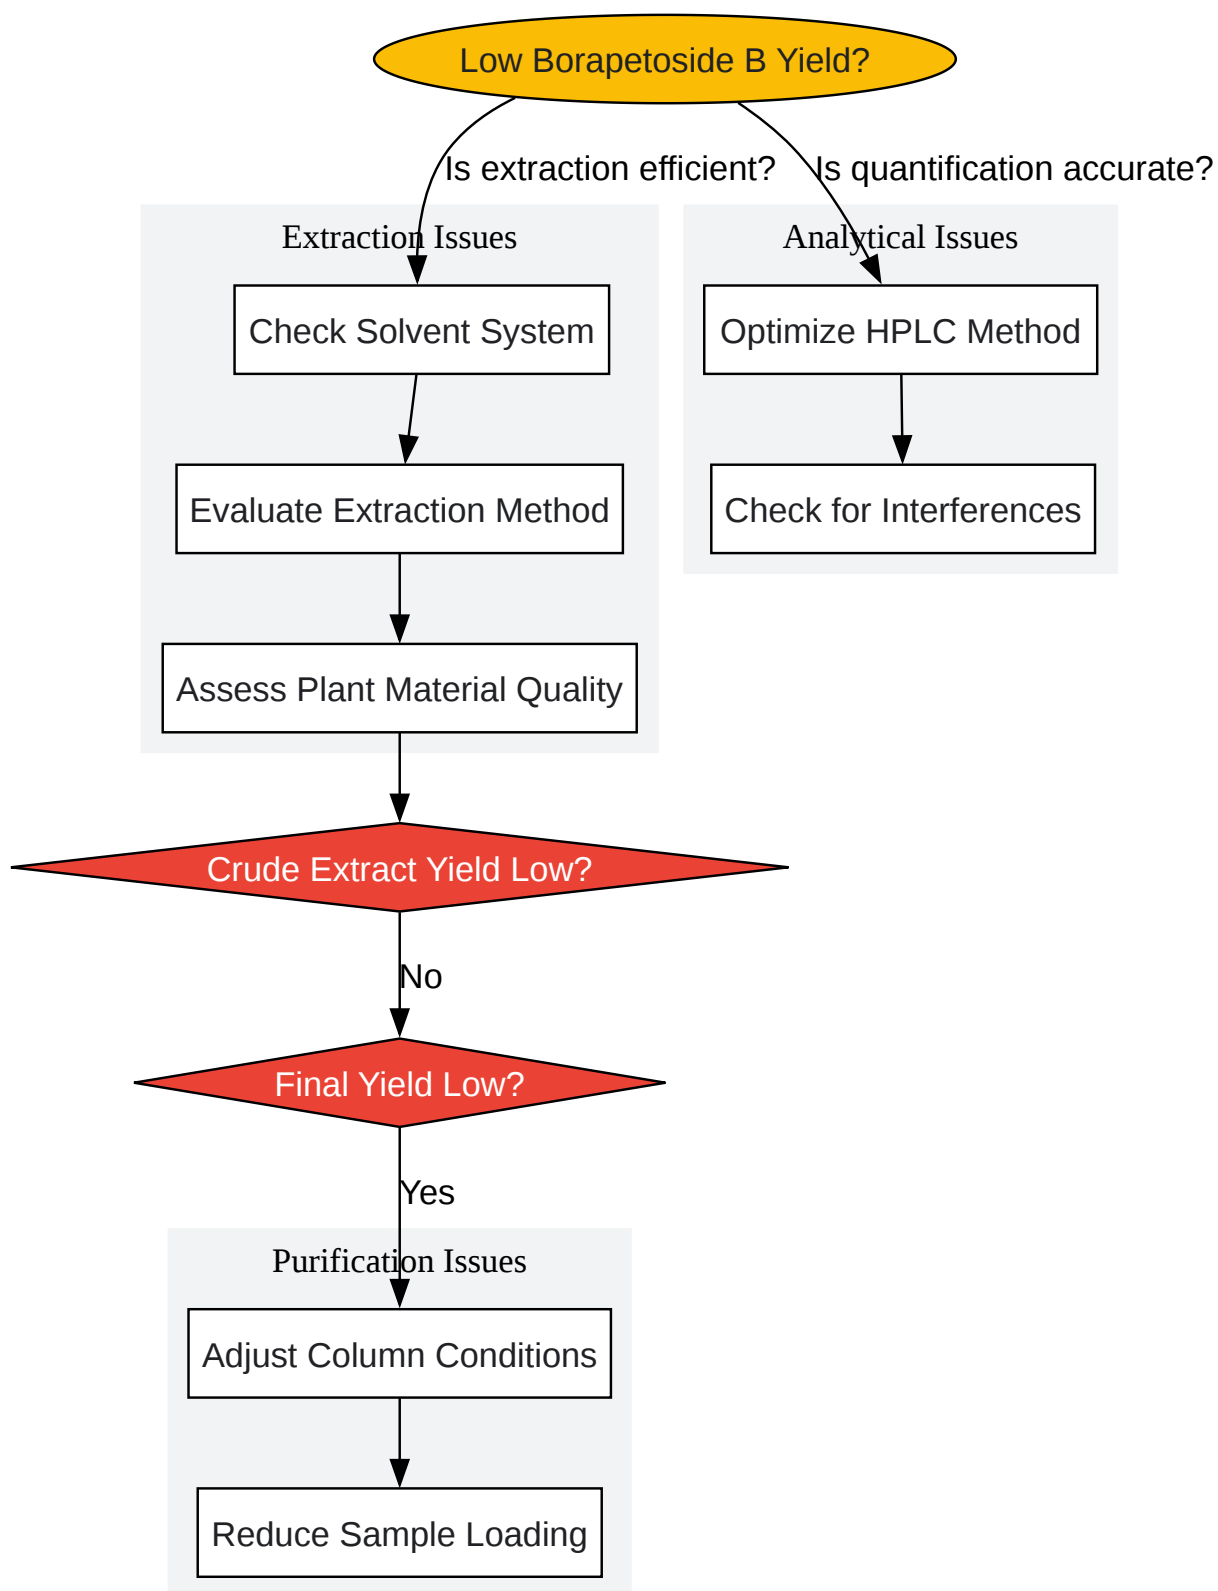 Low Borapetoside B Yield?
Is extraction efficient?
Is quantification accurate?
Extraction Issues
Analytical Issues
Check Solvent System
Optimize HPLC Method
Evaluate Extraction Method
Check for Interferences
Assess Plant Material Quality
Crude Extract Yield Low?
No
Final Yield Low?
Yes
Purification Issues
Adjust Column Conditions
Reduce Sample Loading